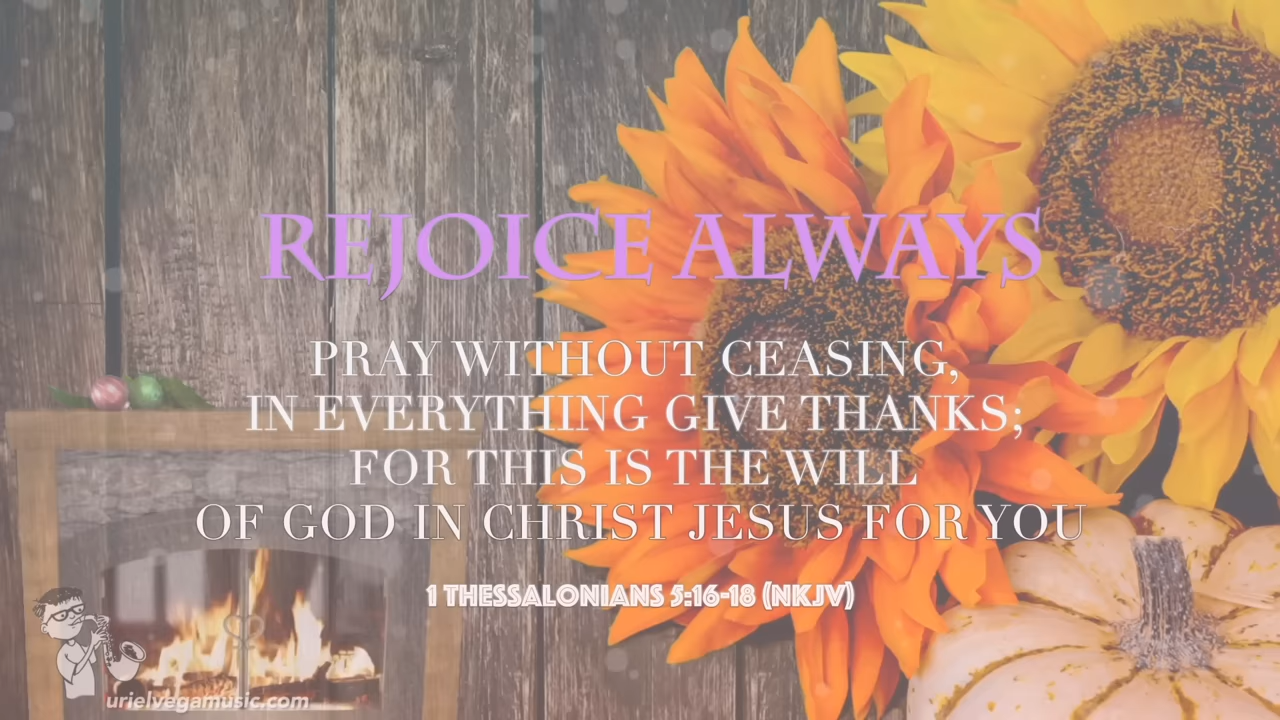 REJOICE ALWAYS
PRAY WITHOUT CEASING,
IN EVERYTHING GIVE THANKS;
FOR THIS IS THE WILL
OF GOD IN CHRIST JESUS FOR YOU
1 THESSALONIANS 5:16-18 (NKJV)
urielvegamusic.com